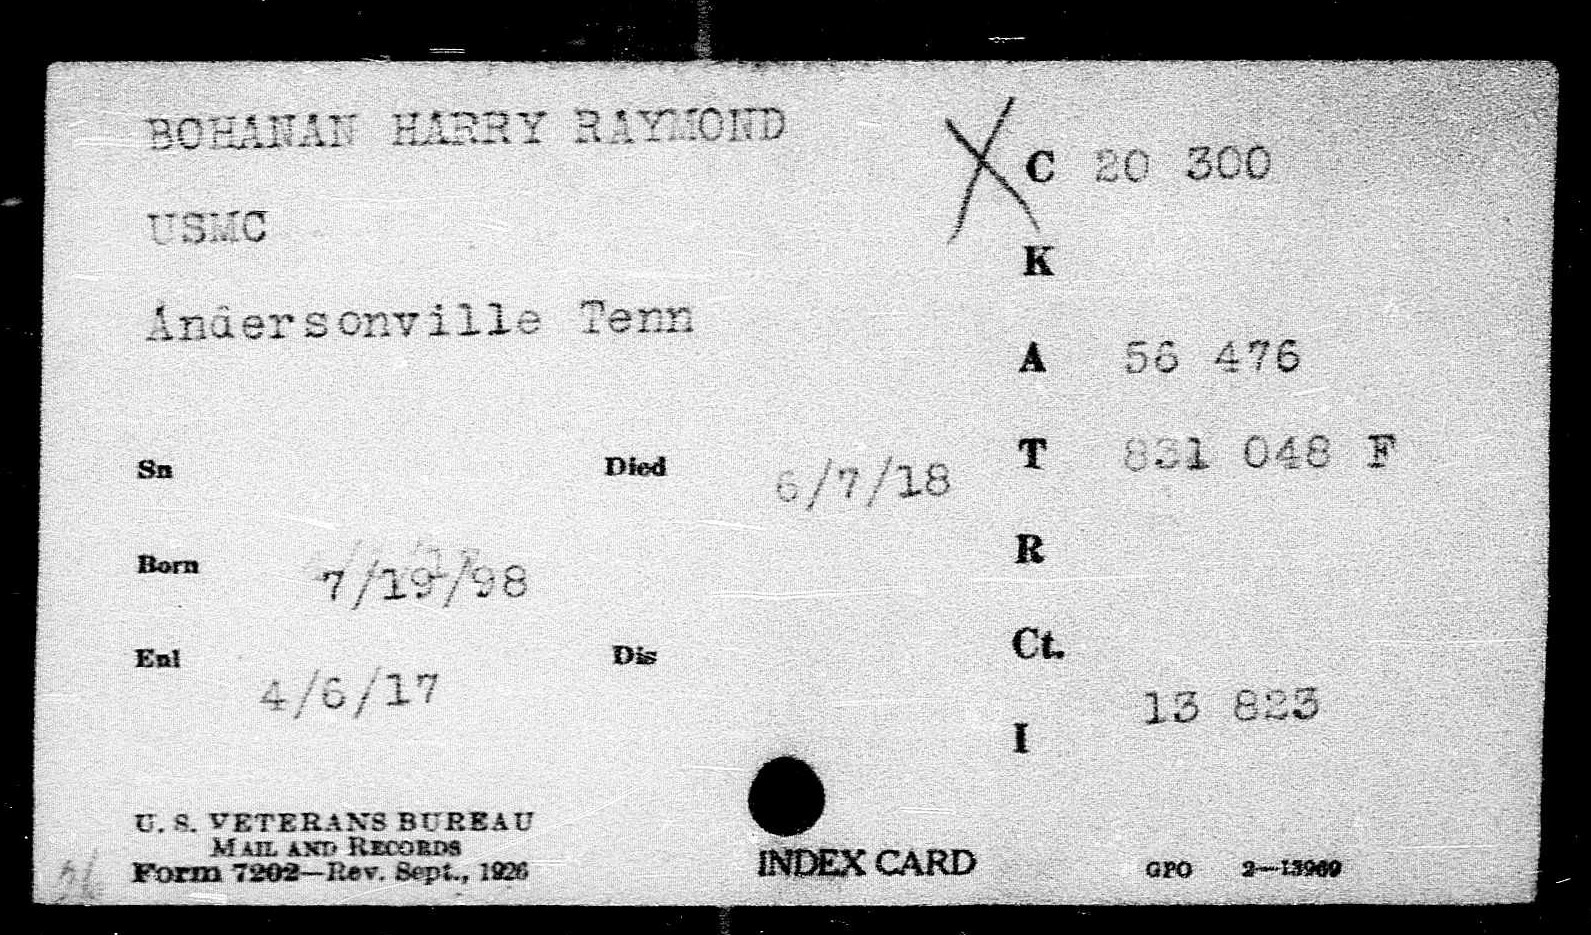 BOHANAN HARRY RAYMOND
C 20 300
USMC
K
Andersonville Tenn
A 56 476
Sn
Died 6/7/18
T 831 048 F
Born 7/19/98
R
Enl 4/6/17
Dis
Ct.
13 823
I
U. S. VETERANS BUREAU
MAIL AND RECORDS
Form 7202—Rev. Sept., 1926
INDEX CARD
GPO 2—13969